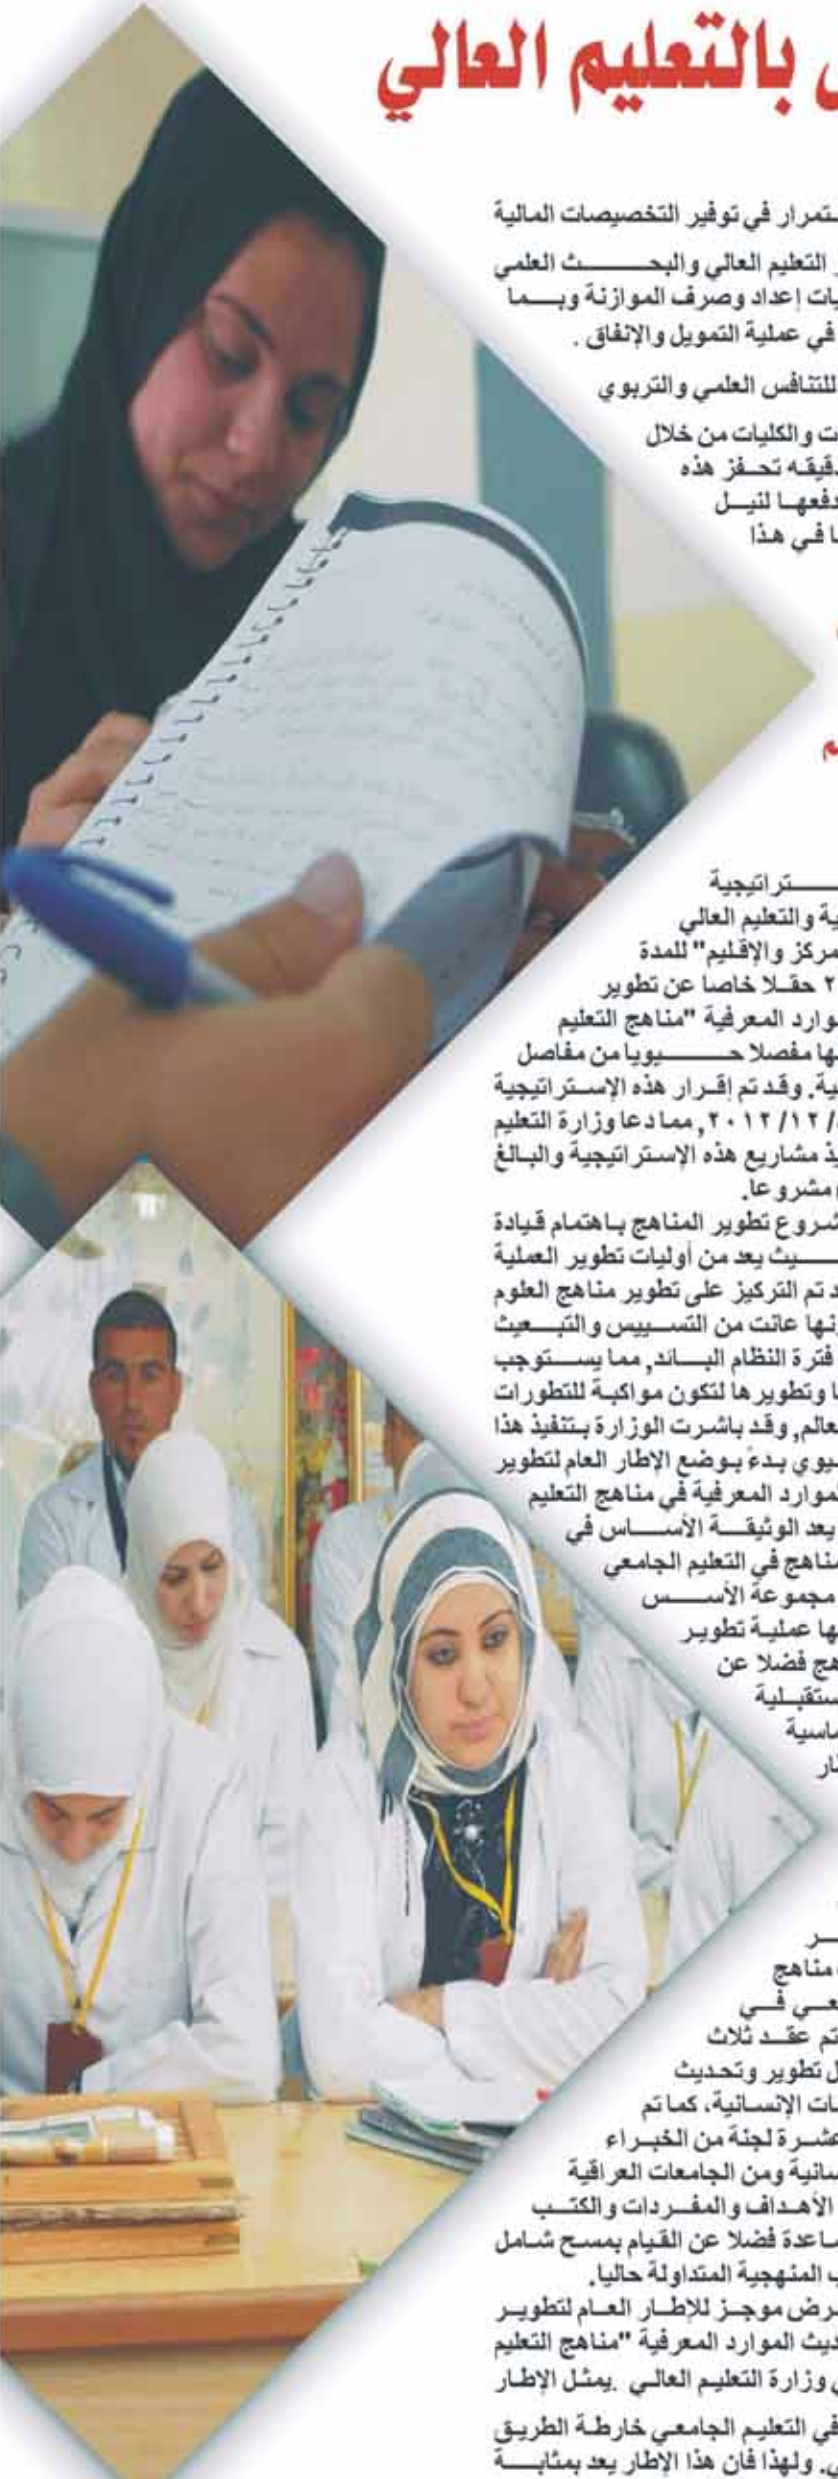 بالتعليم العالي
ستمرار في توفير التخصيصات المالية
التعليم العالي والبحث العلمي
يات إعداد وصرف الموازنة وبما
في عملية التمويل والإنفاق .
للتنافس العلمي والتربوي
ت والكليات من خلال
قيقه تحفز هذه
دفعها لنيل
ا في هذا
م
تراتيجية
ية والتعليم العالي
مركز والإقليم" للمدة
٢ حقلا خاصا عن تطوير
وارد المعرفية "مناهج التعليم
ها مفصلا حيويا من مفاصل
ية. وقد تم إقرار هذه الإستراتيجية
/ ١٢/ ٢٠١٢, مما دعا وزارة التعليم
يذ مشاريع هذه الإستراتيجية والبالغ
مشروعا.
شروع تطوير المناهج باهتمام قيادة
يث يعد من أوليات تطوير العملية
د تم التركيز على تطوير مناهج العلوم
نها عانت من التسييس والتبعيث
فترة النظام البائد, مما يستوجب
ا وتطويرها لتكون مواكبة للتطورات
عالم, وقد باشرت الوزارة بتنفيذ هذا
يوي بدءً بوضع الإطار العام لتطوير
لموارد المعرفية في مناهج التعليم
يعد الوثيقة الأساس في
مناهج في التعليم الجامعي
مجموعة الأسس
ها عملية تطوير
هج فضلا عن
ستقبلية
اسية
ار
ـر
مناهج
عي في
تم عقد ثلاث
ل تطوير وتحديث
ات الإنسانية، كما تم
عشرة لجنة من الخبراء
سانية ومن الجامعات العراقية
الأهداف والمفردات والكتب
ساعدة فضلا عن القيام بمسح شامل
ب المنهجية المتداولة حاليا.
رض موجز للإطار العام لتطوير
ديث الموارد المعرفية "مناهج التعليم
ي وزارة التعليم العالي .يمثل الإطار
في التعليم الجامعي خارطة الطريق
ي. ولهذا فان هذا الإطار يعد بمثابة